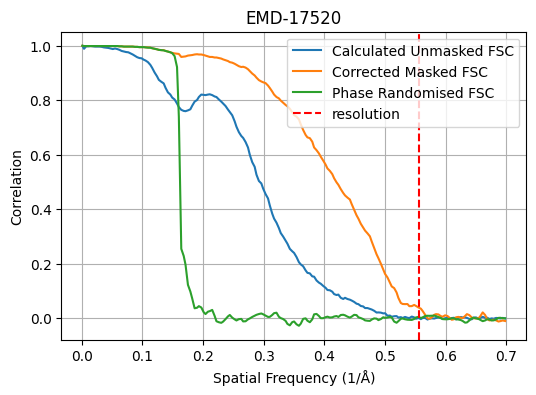 EMD-17520
Calculated Unmasked FSC
Corrected Masked FSC
Phase Randomised FSC
resolution
Correlation
1.0
0.8
0.6
0.4
0.2
0.0
0.0 0.1 0.2 0.3 0.4 0.5 0.6 0.7
Spatial Frequency (1/Å)